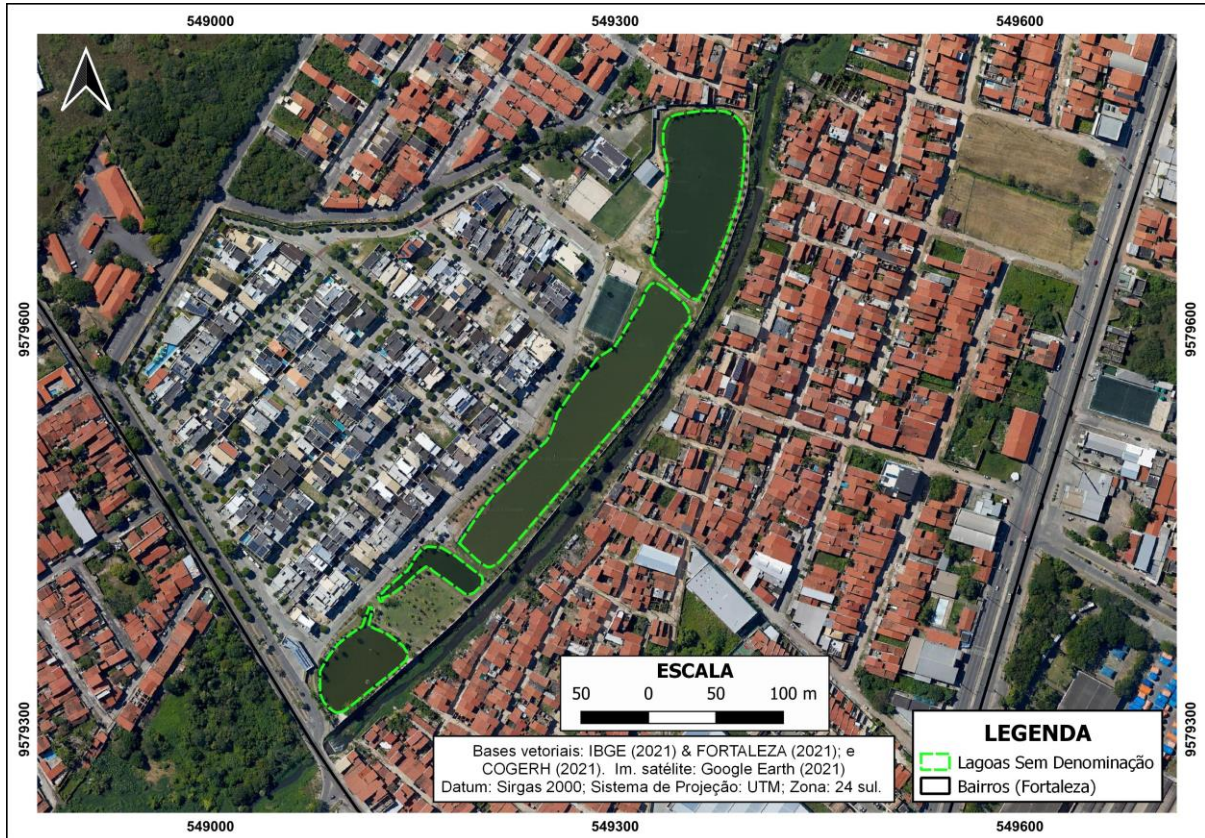 549000 549300 549600
9579600 9579600
ESCALA
50 0 50 100 m
9579300 9579300
Bases vetoriais: IBGE (2021) & FORTALEZA (2021); e
COGERH (2021). Im. satélite: Google Earth (2021)
Datum: Sirgas 2000; Sistema de Projeção: UTM; Zona: 24 sul.
LEGENDA
Lagoas Sem Denominação
Bairros (Fortaleza)
549000 549300 549600